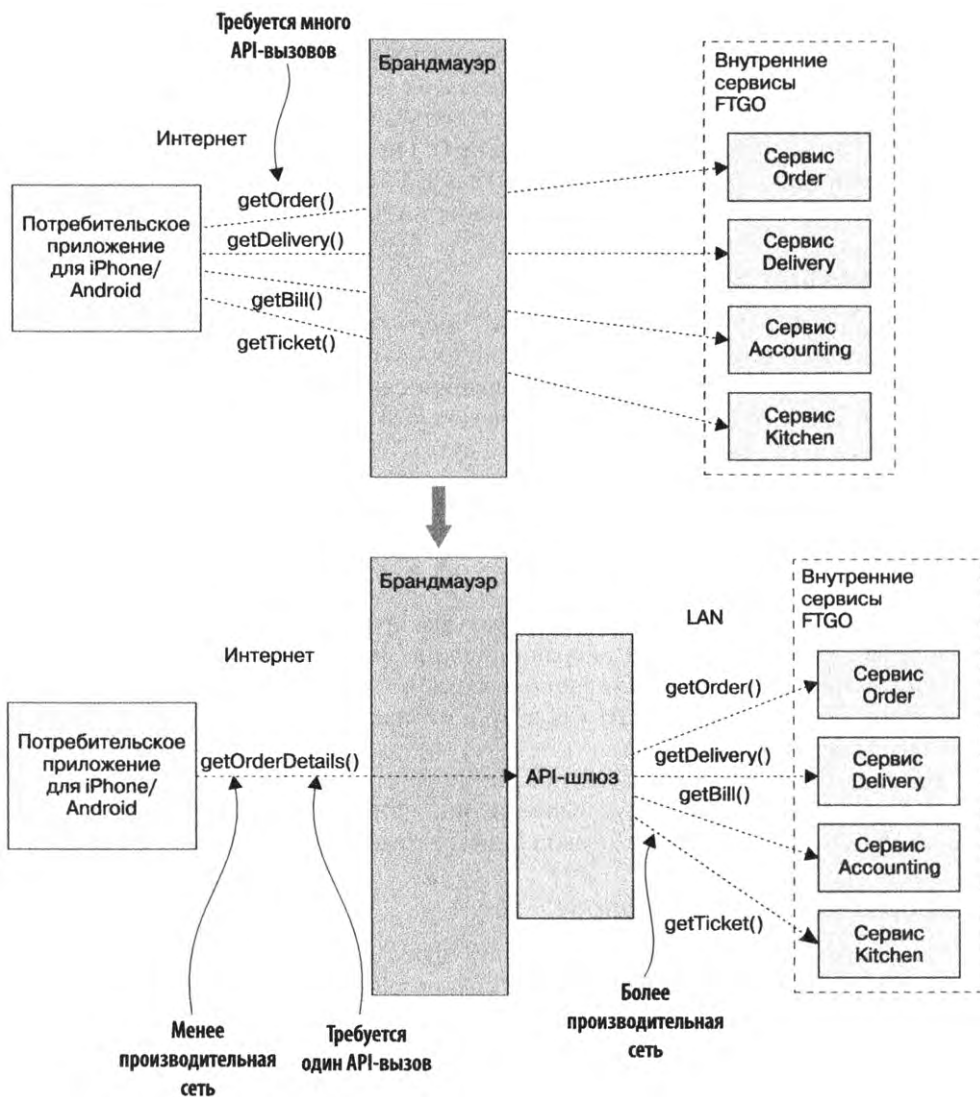 Требуется много
API-вызовов
Брандмауэр
Внутренние
сервисы
FTGO
Интернет
Сервис
Order
getOrder()
Потребительское
приложение
для iPhone/
Android
getDelivery()
Сервис
Delivery
getBill()
getTicket()
Сервис
Accounting
Сервис
Kitchen
Брандмауэр
Внутренние
сервисы
FTGO
LAN
Интернет
getOrder()
Сервис
Order
Потребительское
приложение
для iPhone/
Android
getOrderDetails()
API-шлюз
getDelivery()
Сервис
Delivery
getBill()
Сервис
Accounting
getTicket()
Сервис
Kitchen
Менее
производительная
сеть
Требуется
один API-вызов
Более
производительная
сеть